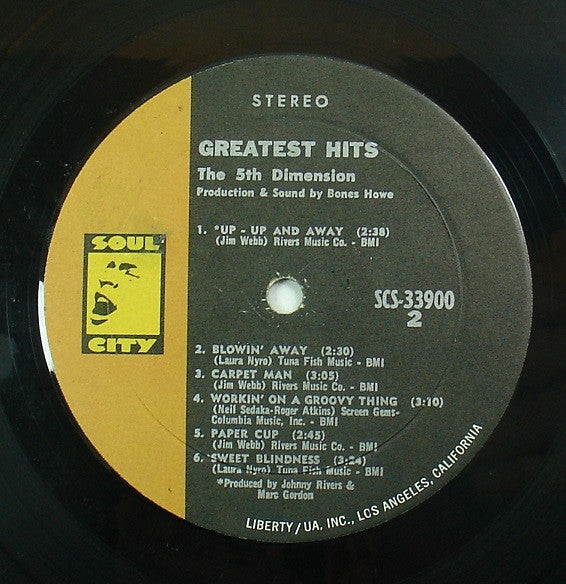 STEREO
GREATEST HITS
The 5th Dimension
Production & Sound by Bones Howe
1. *UP - UP AND AWAY (2:38)
(Jim Webb) Rivers Music Co. - BMI
SOUL
CITY
SCS-33900
2
2. BLOWIN' AWAY (2:30)
(Laura Nyro) Tuna Fish Music - BMI
3. CARPET MAN (3:05)
(Jim Webb) Rivers Music Co. - BMI
4. WORKIN' ON A GROOVY THING (3:10)
(Neil Sedaka-Roger Atkins) Screen Gems-
Columbia Music, Inc. - BMI
5. PAPER CUP (2:45)
(Jim Webb) Rivers Music Co. - BMI
6. SWEET BLINDNESS (3:24)
(Laura Nyro) Tuna Fish Music - BMI
*Produced by Johnny Rivers &
Marc Gordon
LIBERTY/UA, INC., LOS ANGELES, CALIFORNIA